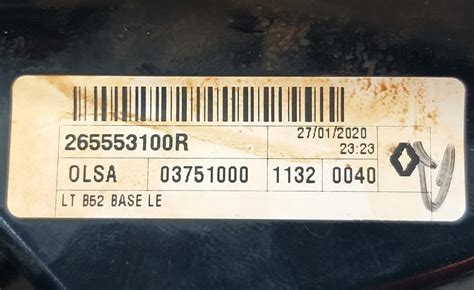 265553100R 27/01/2020
23:23
OLSA 03751000 1132 0040
LT B52 BASE LE